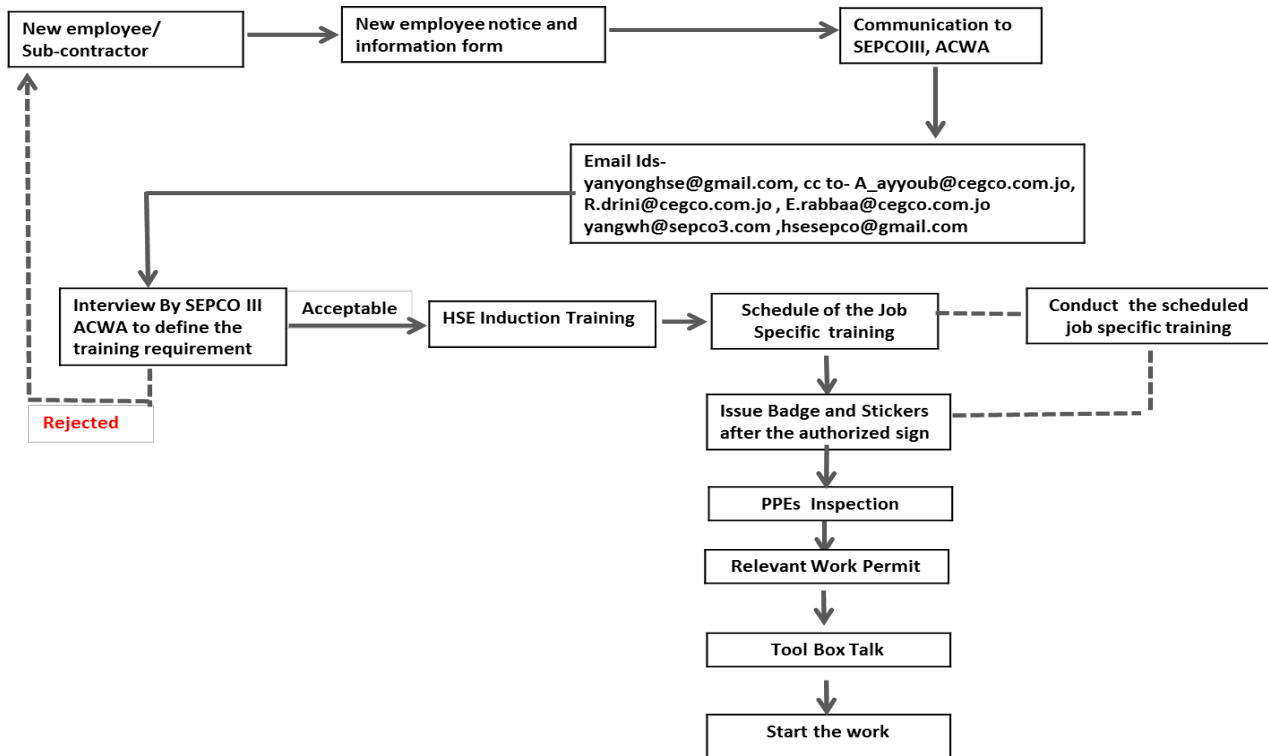 New employee/
Sub-contractor
New employee notice and
information form
Communication to
SEPCOIII, ACWA
Email Ids-
yanyonghse@gmail.com, cc to- A_ayyoub@cegco.com.jo,
R.drini@cegco.com.jo , E.rabbaa@cegco.com.jo
yangwh@sepco3.com ,hsesepco@gmail.com
Interview By SEPCO III
ACWA to define the
training requirement
Acceptable
HSE Induction Training
Schedule of the Job
Specific training
Conduct the scheduled
job specific training
Rejected
Issue Badge and Stickers
after the authorized sign
PPEs Inspection
Relevant Work Permit
Tool Box Talk
Start the work